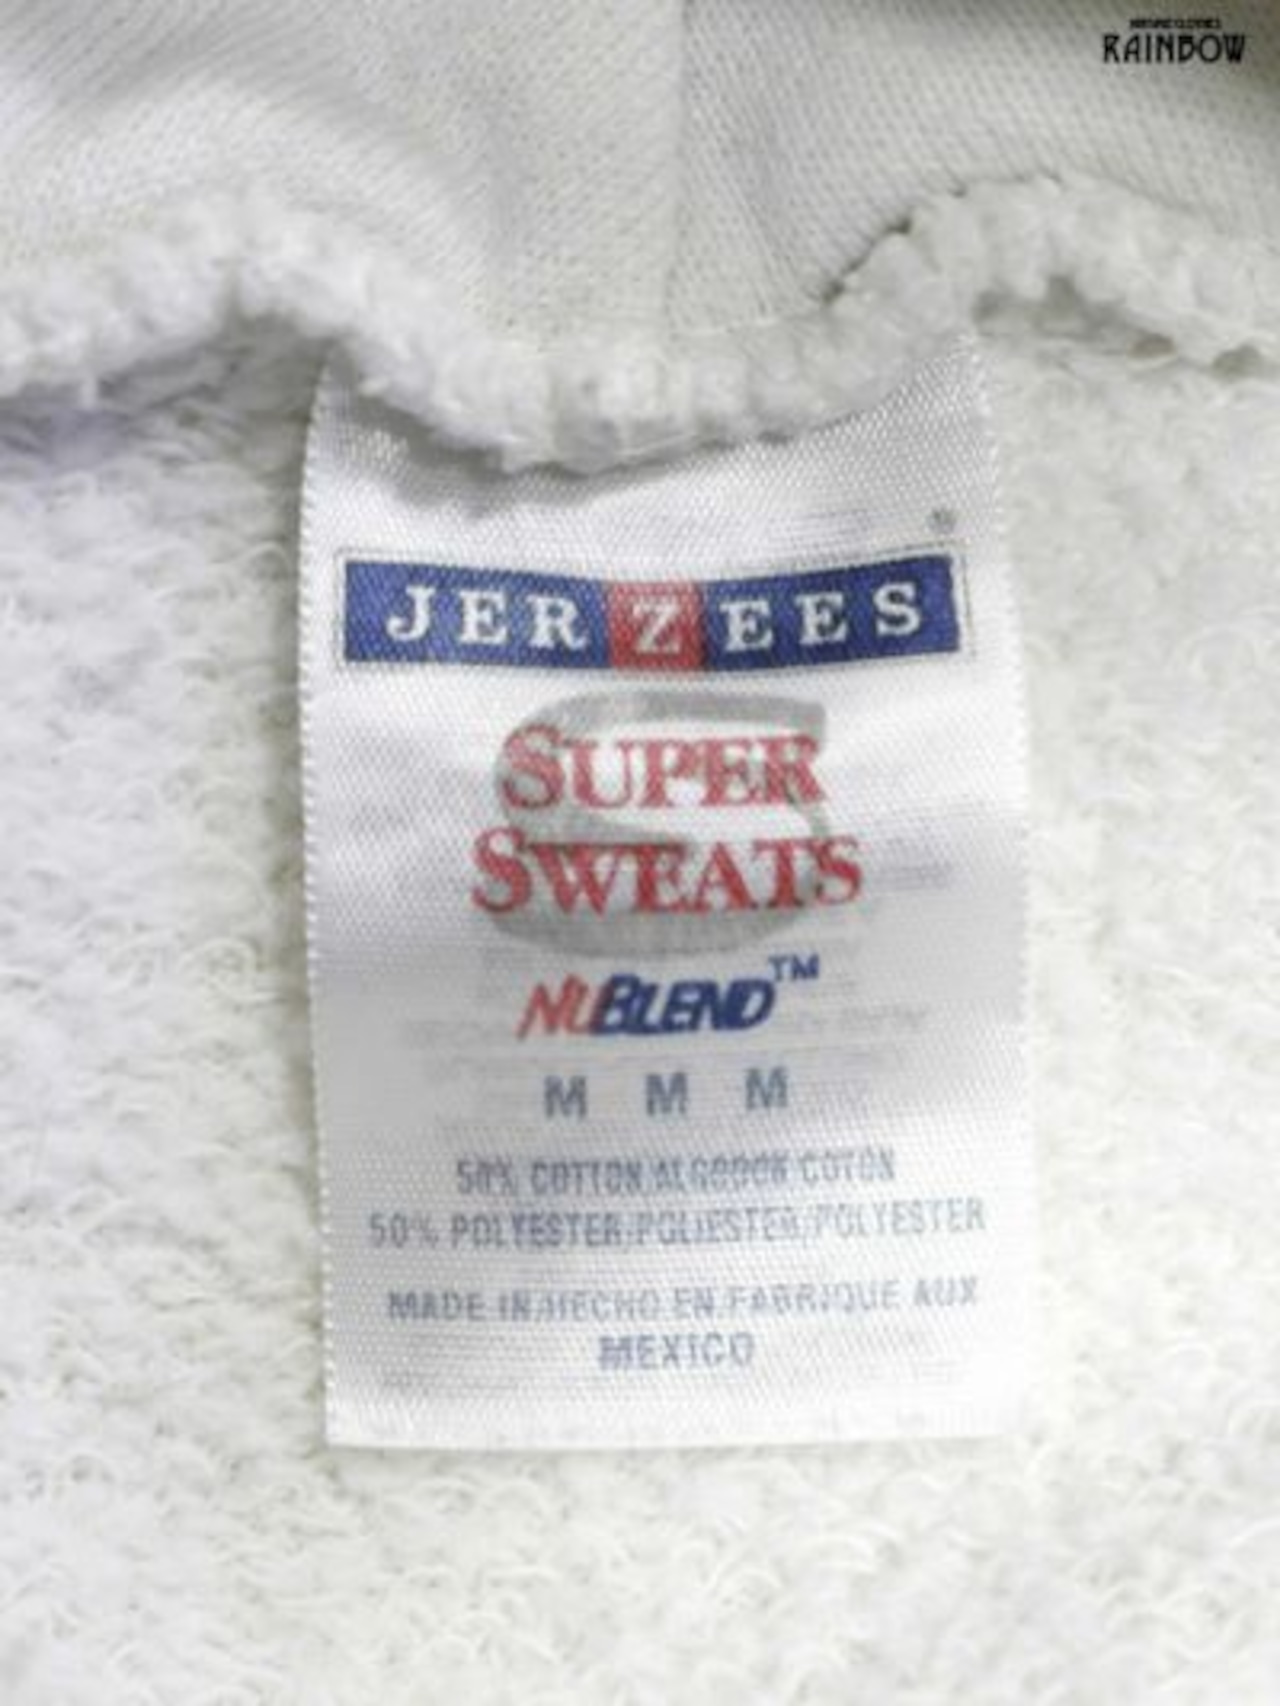 RAINBOW
JERZEES
SUPER
SWEATS
NUBLEND™
M M M
50% COTTON/ALGODON/COTON
50% POLYESTER/POLIESTER/POLYESTER
MADE IN/HECHO EN/FABRIQUE AUX
MEXICO